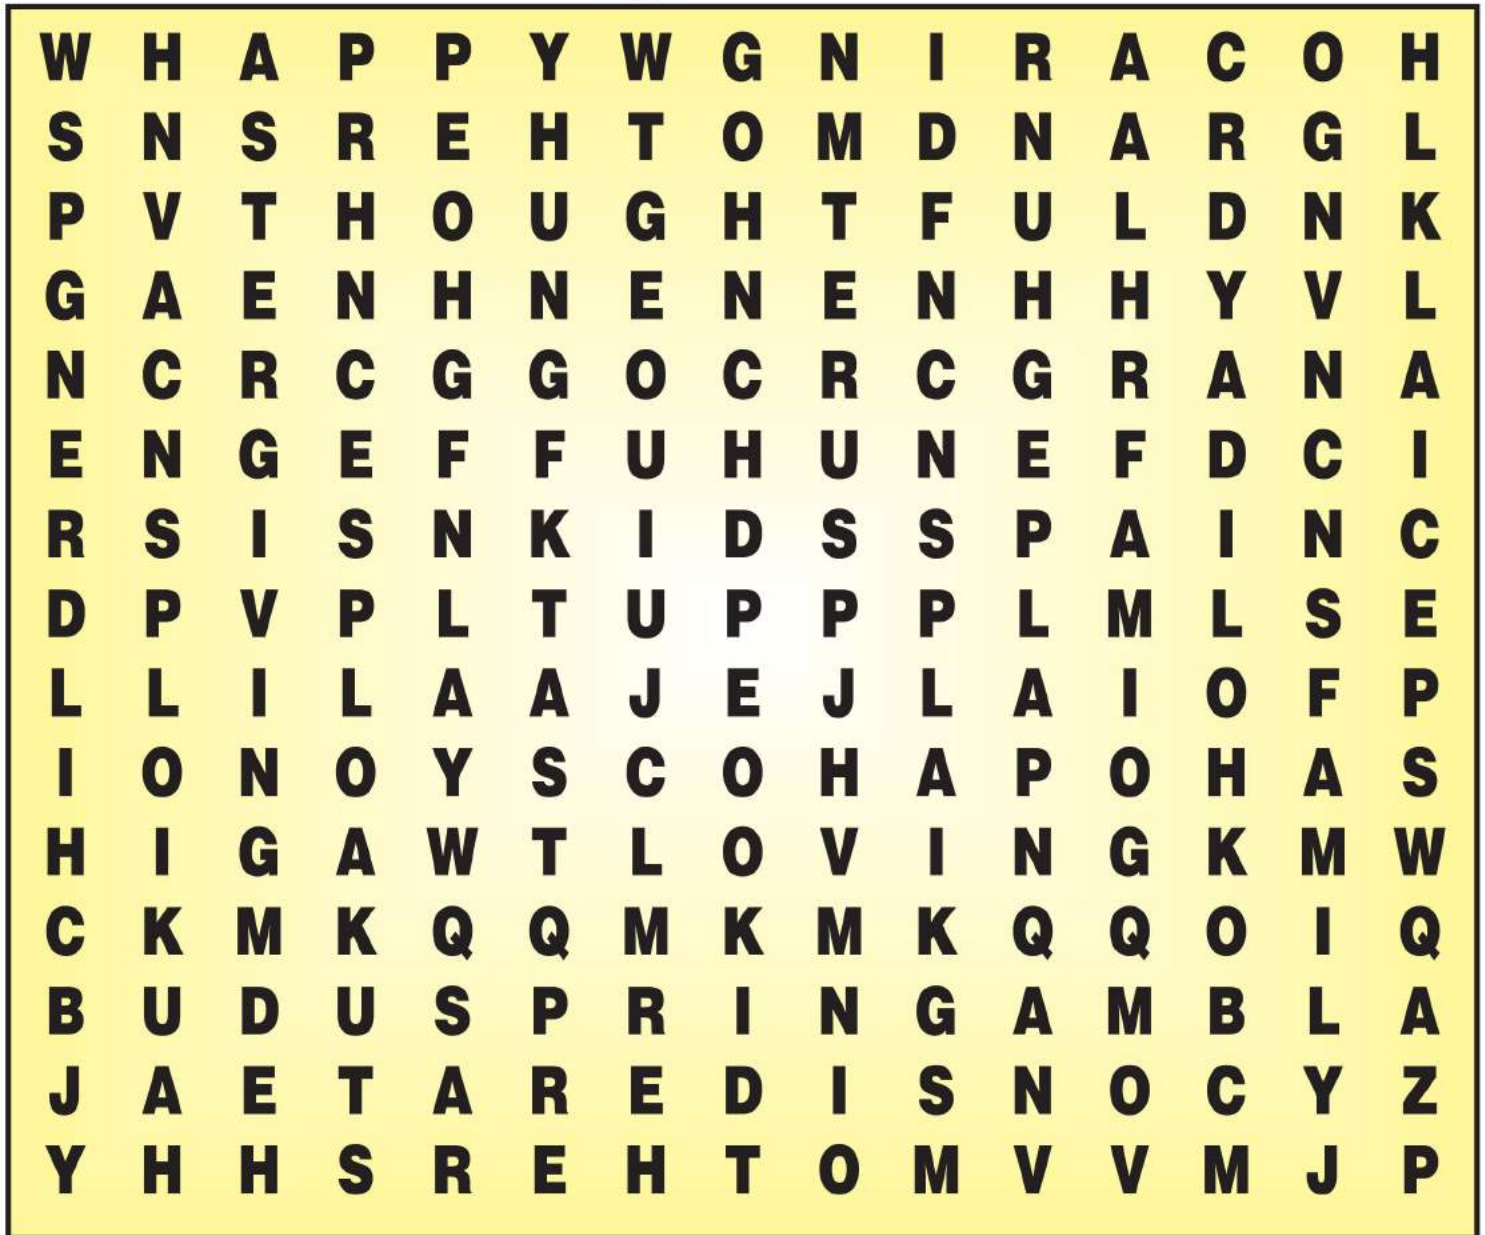 W H A P P Y W G N I R A C O H
S N S R E H T O M D N A R G L
P V T H O U G H T F U L D N K
G A E N H N E N E N H H Y V L
N C R C G G O C R C G R A N A
E N G E F F U H U N E F D C I
R S I S N K I D S S P A I N C
D P V P L T U P P P L M L S E
L L I L A A J E J L A I O F P
I O N O Y S C O H A P O H A S
H I G A W T L O V I N G K M W
C K M K Q Q M K M K Q Q O I Q
B U D U S P R I N G A M B L A
J A E T A R E D I S N O C Y Z
Y H H S R E H T O M V V M J P